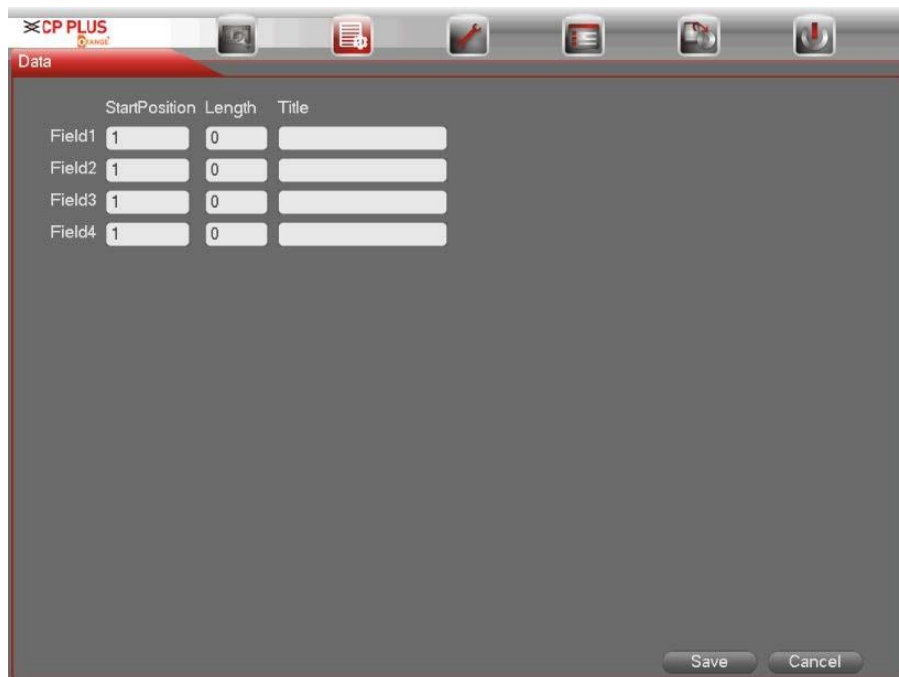 CP PLUS
ORANGE
Data
StartPosition Length Title
Field1 1 0
Field2 1 0
Field3 1 0
Field4 1 0
Save Cancel